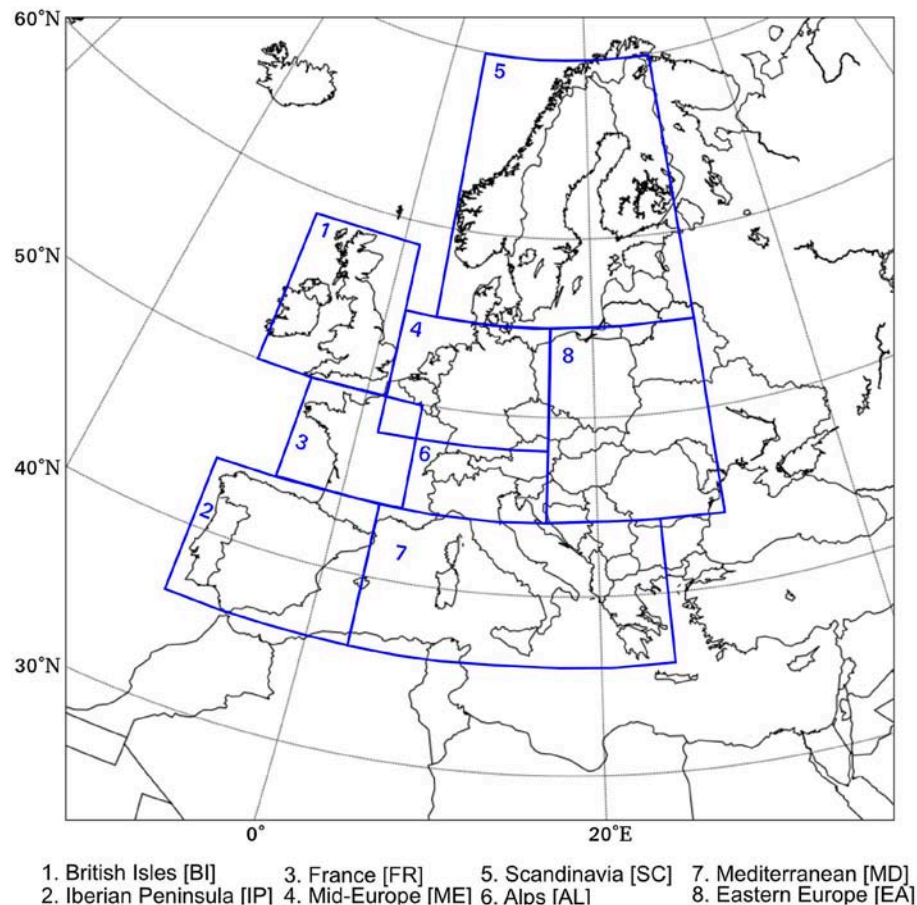 60°N
50°N
40°N
30°N
0°
20°E
1
2
3
4
5
6
7
8
1. British Isles [BI] 3. France [FR] 5. Scandinavia [SC] 7. Mediterranean [MD]
2. Iberian Peninsula [IP] 4. Mid-Europe [ME] 6. Alps [AL] 8. Eastern Europe [EA]